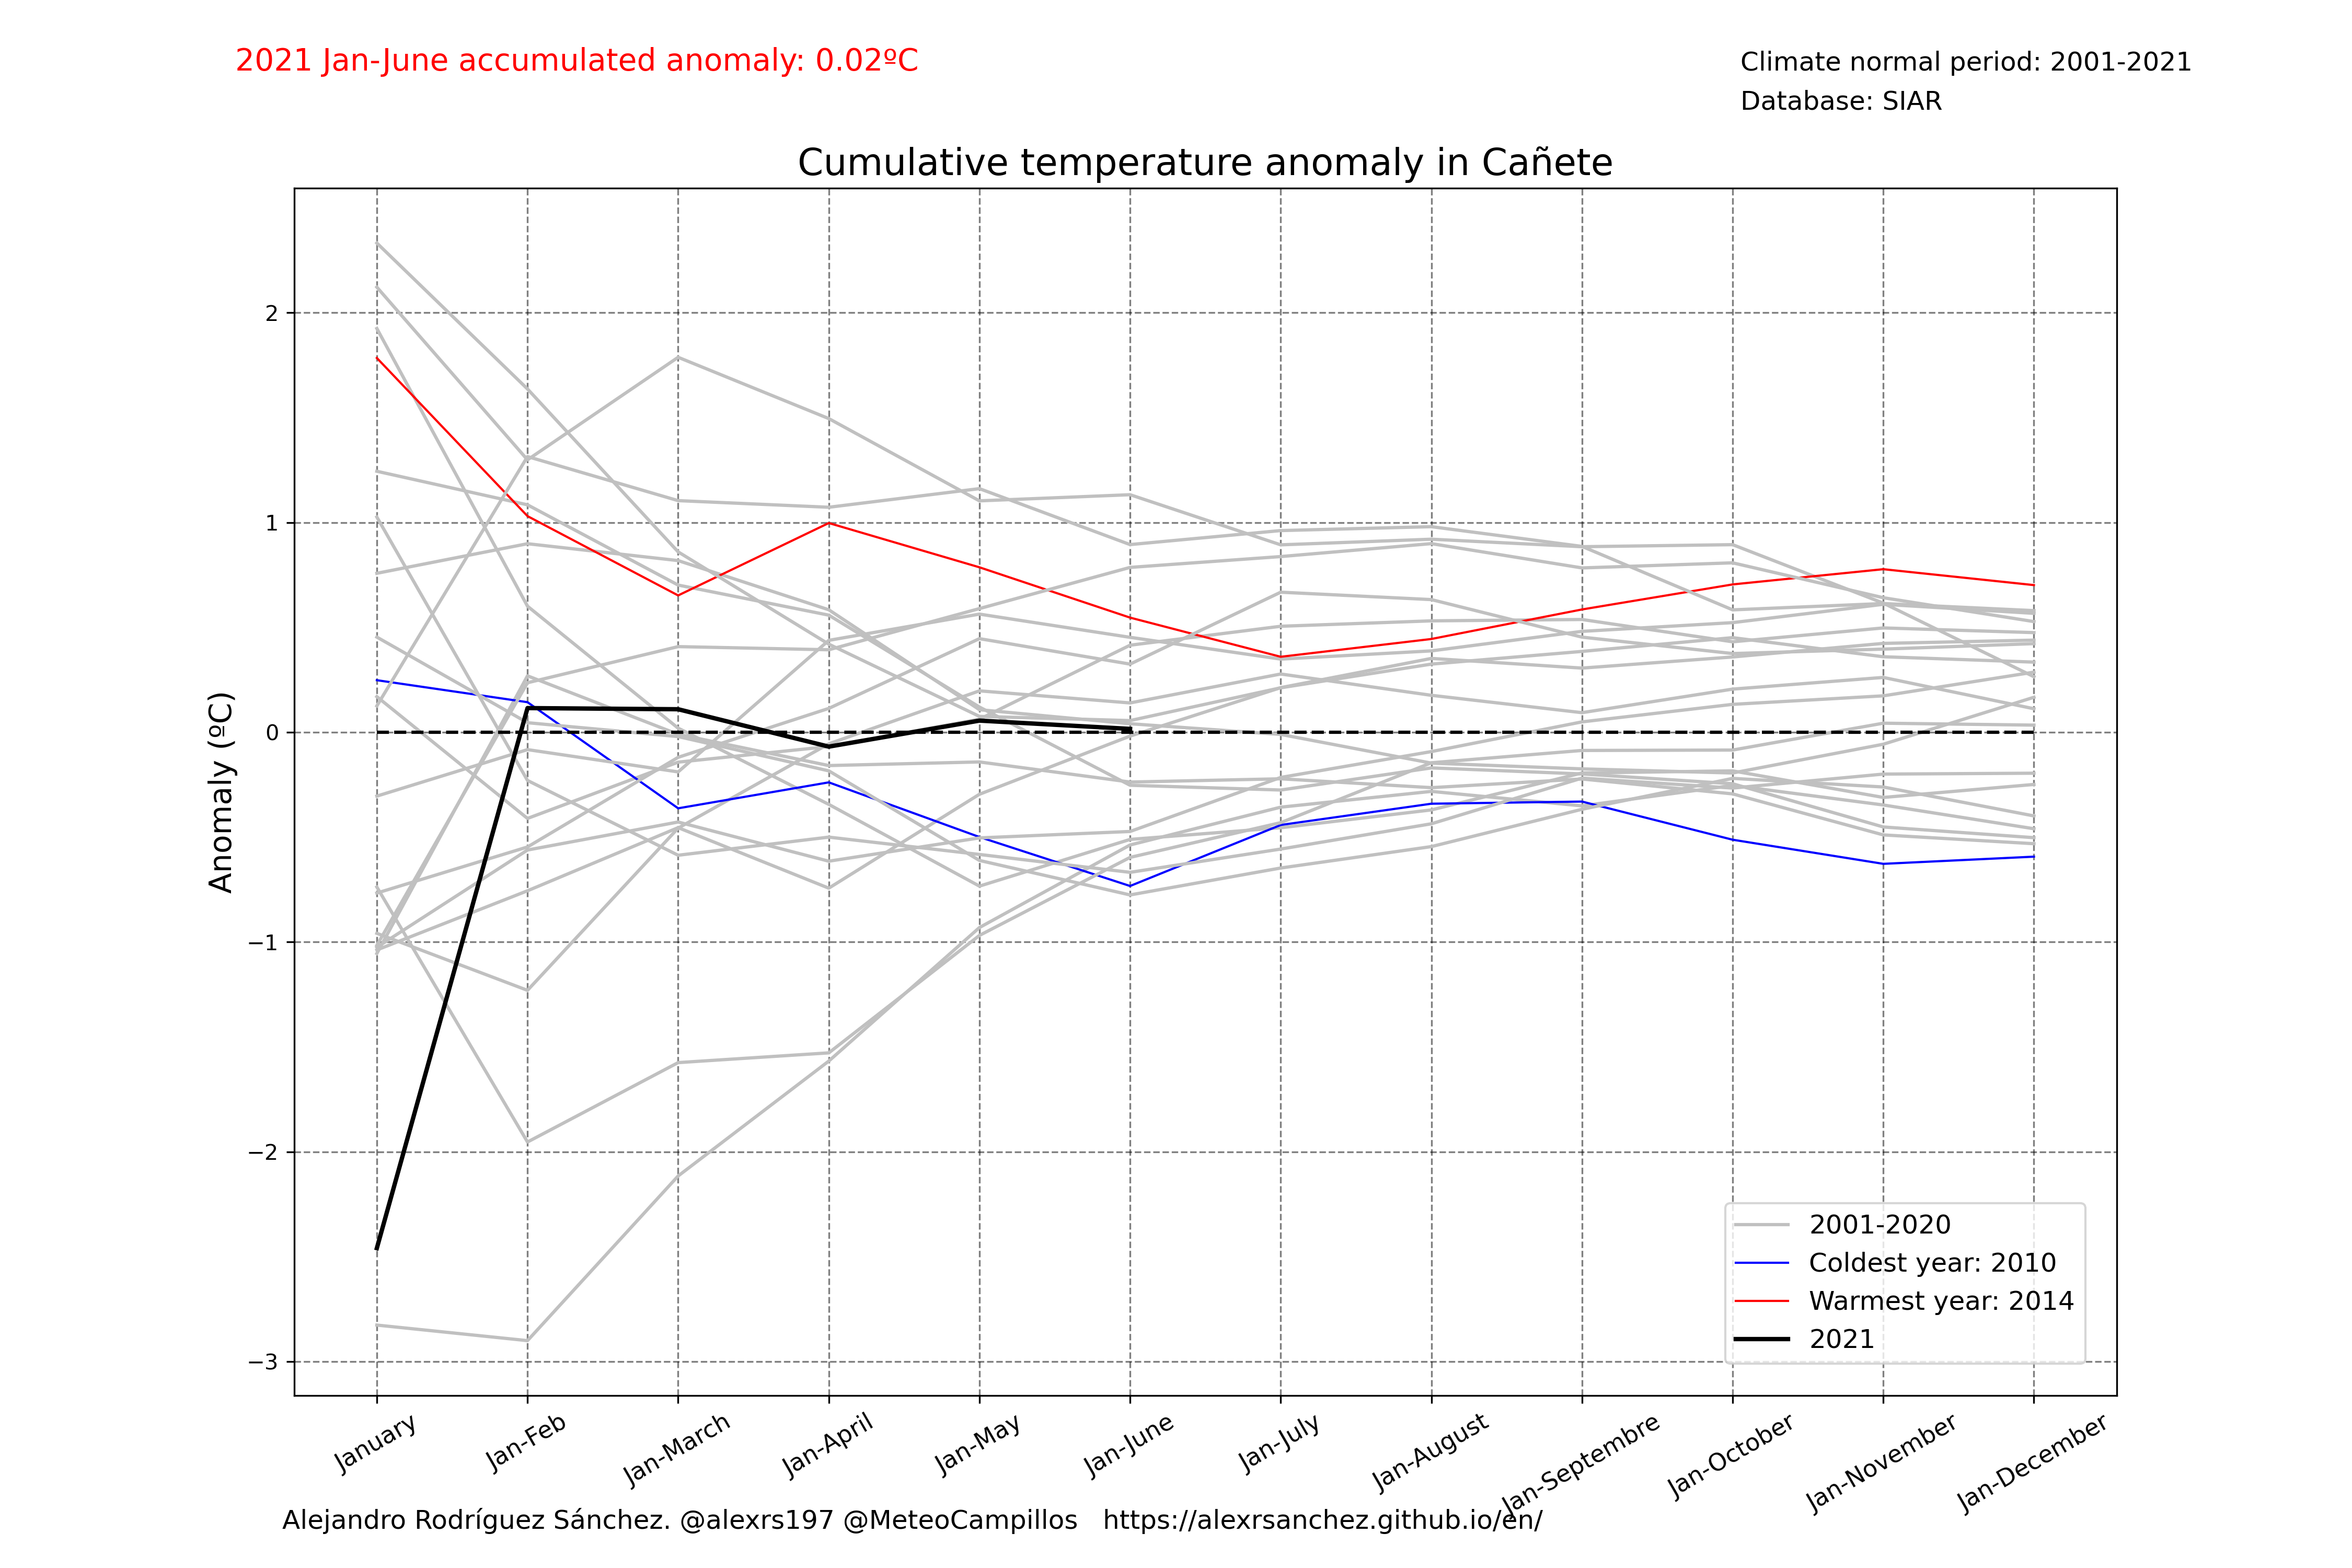 2021 Jan-June accumulated anomaly: 0.02ºC
Climate normal period: 2001-2021
Database: SIAR
Cumulative temperature anomaly in Cañete
Anomaly (ºC)
2
1
0
−1
−2
−3
2001-2020
Coldest year: 2010
Warmest year: 2014
2021
January
Jan-Feb
Jan-March
Jan-April
Jan-May
Jan-June
Jan-July
Jan-August
Jan-Septembre
Jan-October
Jan-November
Jan-December
Alejandro Rodríguez Sánchez. @alexrs197 @MeteoCampillos   https://alexrsanchez.github.io/en/